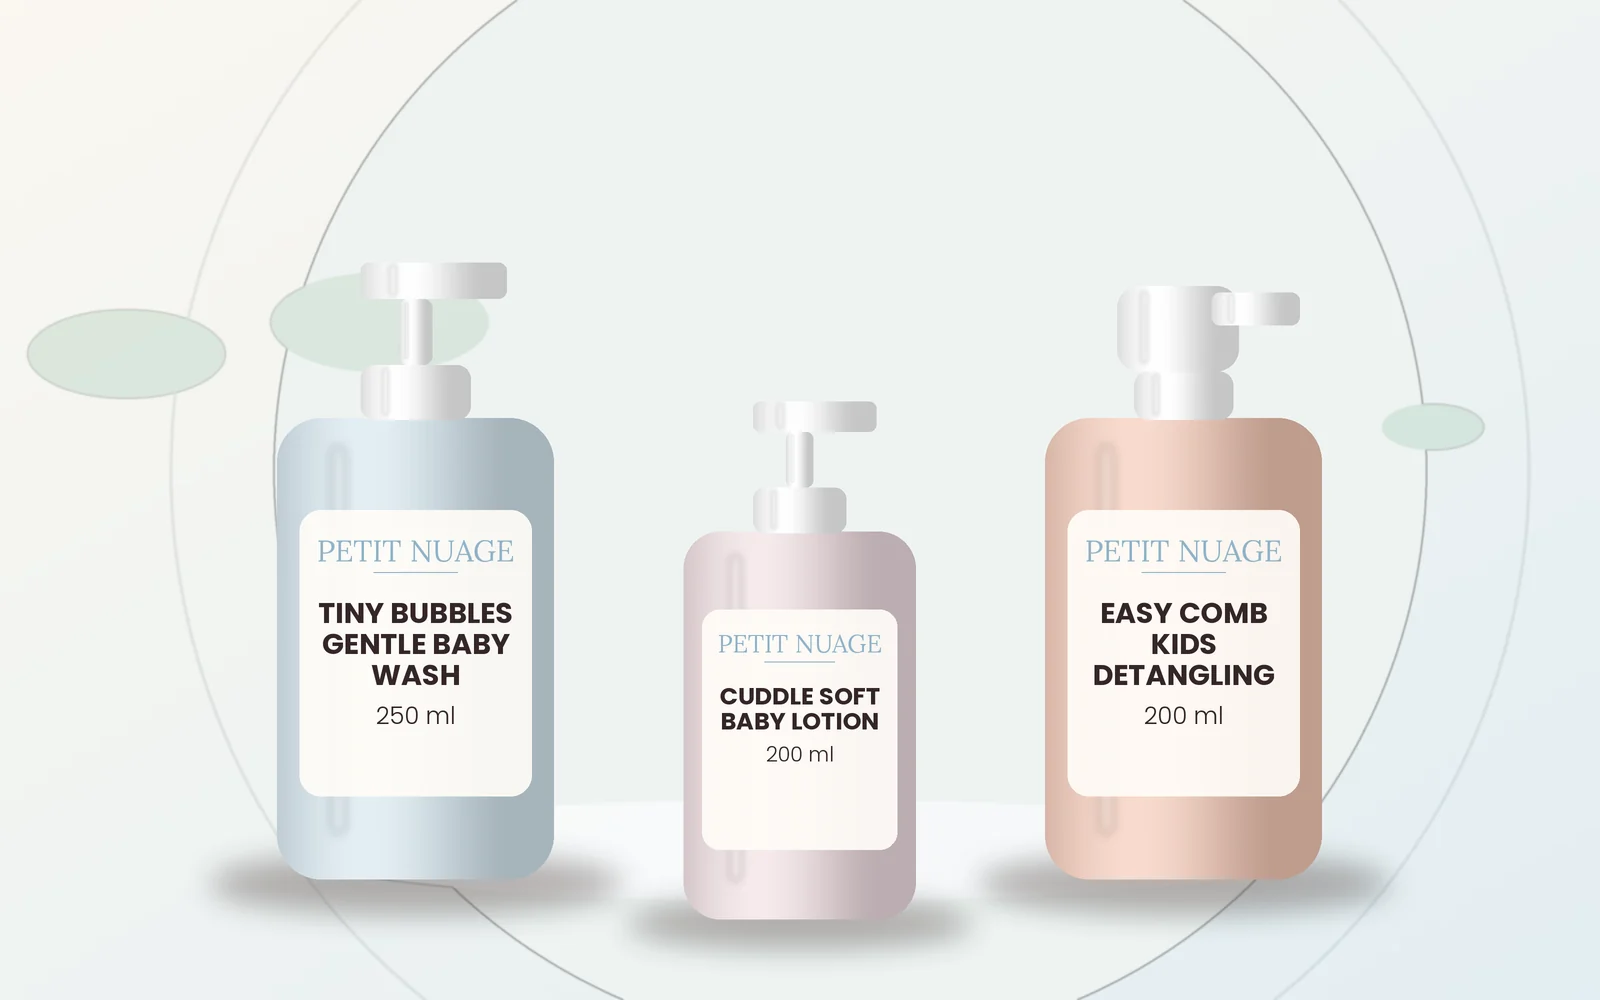 PETIT NUAGE
TINY BUBBLES
GENTLE BABY
WASH
250 ml
PETIT NUAGE
CUDDLE SOFT
BABY LOTION
200 ml
PETIT NUAGE
EASY COMB
KIDS
DETANGLING
200 ml